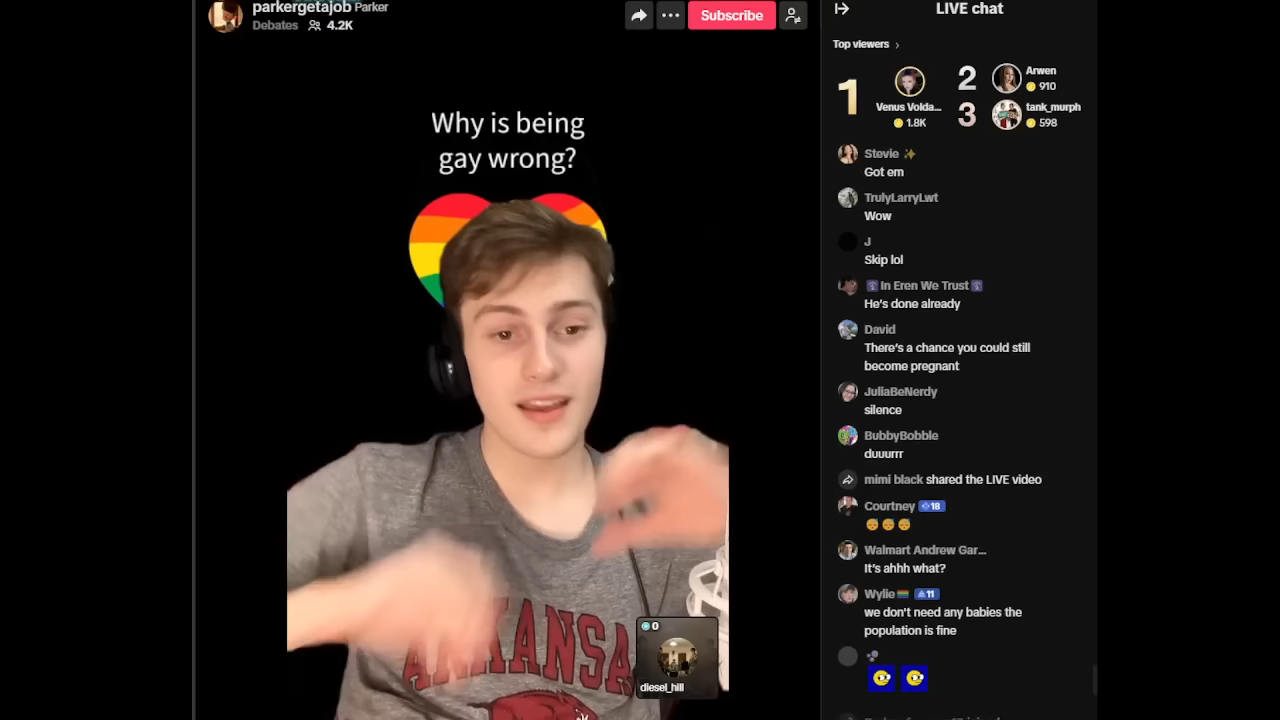 parkergetajob Parker
Debates 4.2K
Subscribe
Why is being
gay wrong?
ARKANSA
0
diesel_hill
LIVE chat
Top viewers
1
Venus Volda...
1.8K
2
Arwen
910
3
tank_murph
598
Stevie
Got em
TrulyLarryLwt
Wow
J
Skip lol
In Eren We Trust
He's done already
David
There's a chance you could still
become pregnant
JuliaBeNerdy
silence
BubbyBobble
duuurrr
mimi black shared the LIVE video
Courtney 18
Walmart Andrew Gar...
It's ahhh what?
Wylie 11
we don't need any babies the
population is fine